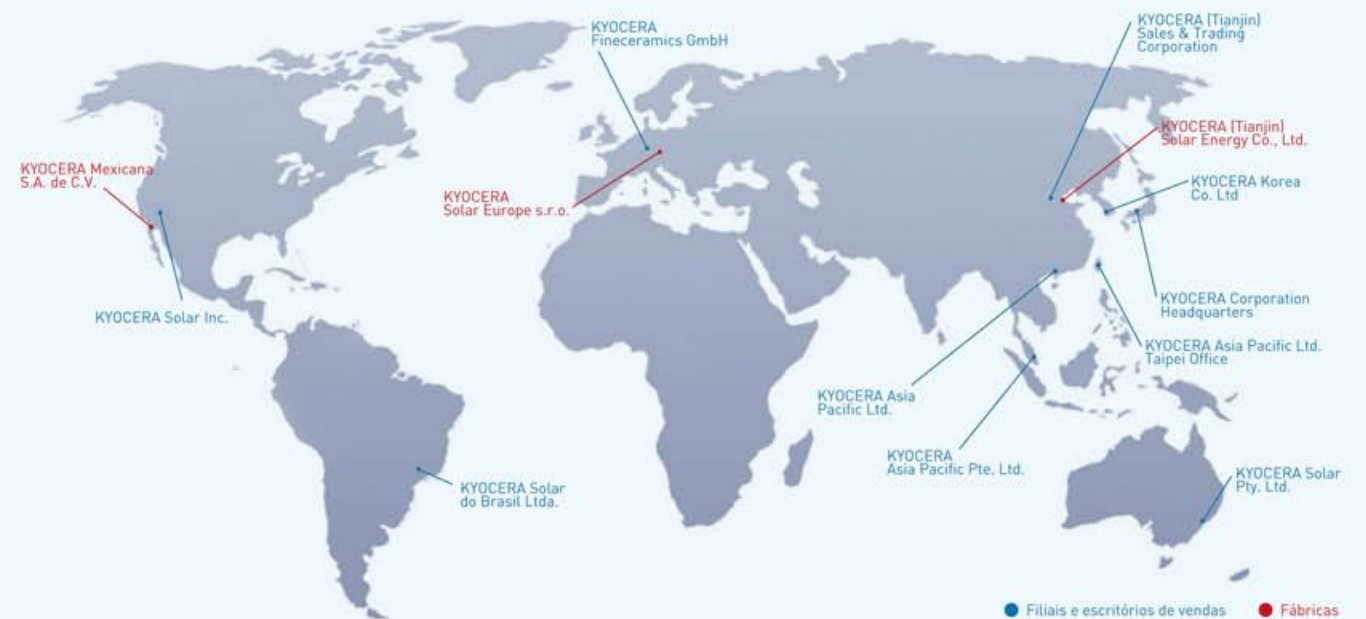 KYOCERA
Fineceramics GmbH
KYOCERA (Tianjin)
Sales & Trading
Corporation
KYOCERA (Tianjin)
Solar Energy Co., Ltd.
KYOCERA Mexicana
S.A. de C.V.
KYOCERA
Solar Europe s.r.o.
KYOCERA Korea
Co. Ltd
KYOCERA Solar Inc.
KYOCERA Corporation
Headquarters
KYOCERA Asia Pacific Ltd.
Taipei Office
KYOCERA Asia
Pacific Ltd.
KYOCERA
Asia Pacific Pte. Ltd.
KYOCERA Solar
do Brasil Ltda.
KYOCERA Solar
Pty. Ltd.
Filiais e escritórios de vendas
Fábricas